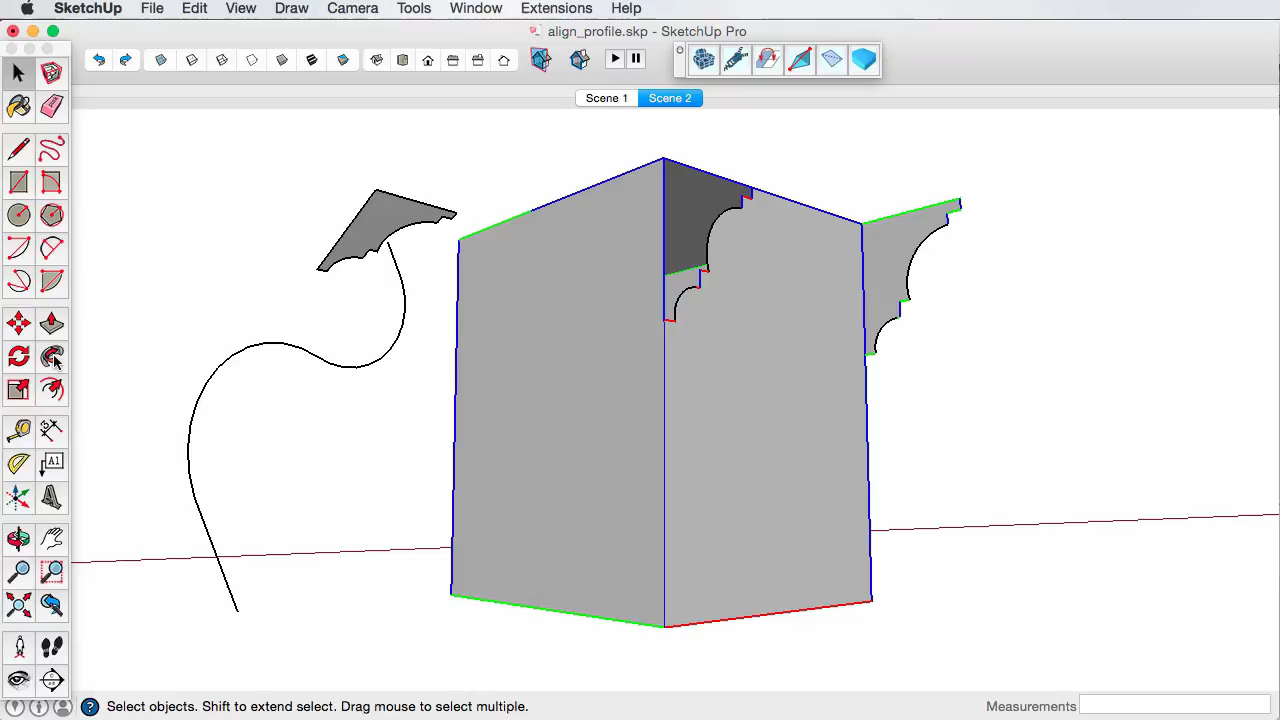 SketchUp File Edit View Draw Camera Tools Window Extensions Help
align_profile.skp - SketchUp Pro
Scene 1 Scene 2
A1
Select objects. Shift to extend select. Drag mouse to select multiple.
Measurements